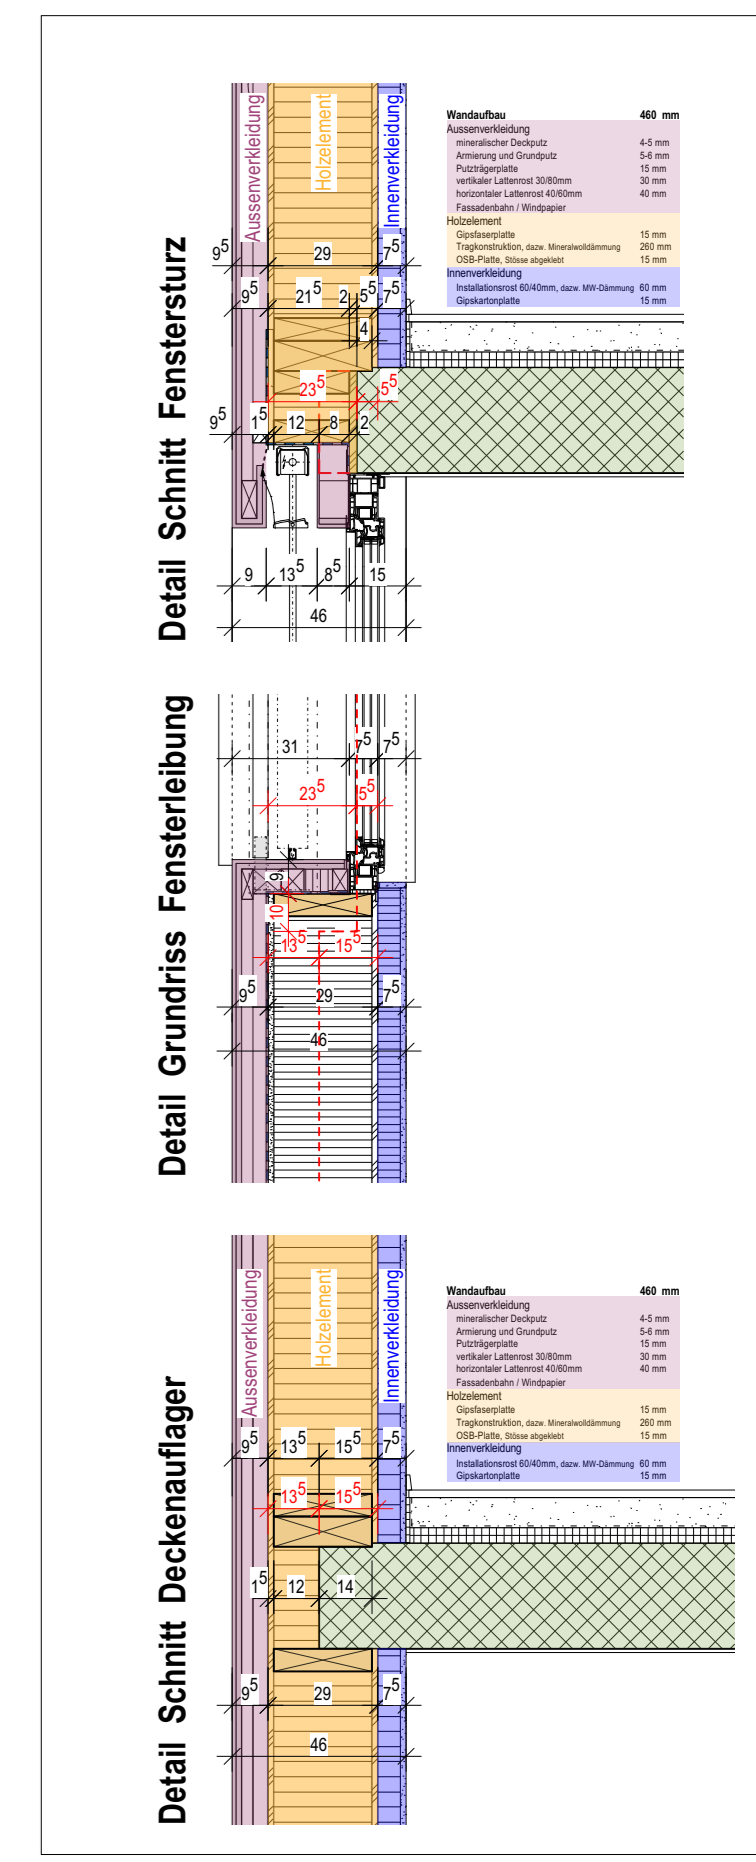 Detail Schnitt Fenstersturz
Aussenverkleidung
Holzelement
Innenverkleidung
9⁵ 29 7⁵
9⁵ 21⁵ 2 5⁵ 7⁵
4
23⁵ 5⁵
9⁵ 1⁵ 12 8 2
9 13⁵ 8⁵ 15
46
Wandaufbau 460 mm
Aussenverkleidung
mineralischer Deckputz 4-5 mm
Armierung und Grundputz 5-6 mm
Putzträgerplatte 15 mm
vertikaler Lattenrost 30/80mm 30 mm
horizontaler Lattenrost 40/60mm 40 mm
Fassadenbahn / Windpapier
Holzelement
Gipsfaserplatte 15 mm
Tragkonstruktion, dazw. Mineralwolldämmung 260 mm
OSB-Platte, Stösse abgeklebt 15 mm
Innenverkleidung
Installationsrost 60/40mm, dazw. MW-Dämmung 60 mm
Gipskartonplatte 15 mm
Detail Grundriss Fensterleibung
31 7⁵ 7⁵
23⁵ 5⁵
9
10
13⁵ 15⁵
9⁵ 29 7⁵
46
Detail Schnitt Deckenauflager
Aussenverkleidung
Holzelement
Innenverkleidung
9⁵ 13⁵ 15⁵ 7⁵
13⁵ 15⁵
1⁵ 12 14
9⁵ 29 7⁵
46
Wandaufbau 460 mm
Aussenverkleidung
mineralischer Deckputz 4-5 mm
Armierung und Grundputz 5-6 mm
Putzträgerplatte 15 mm
vertikaler Lattenrost 30/80mm 30 mm
horizontaler Lattenrost 40/60mm 40 mm
Fassadenbahn / Windpapier
Holzelement
Gipsfaserplatte 15 mm
Tragkonstruktion, dazw. Mineralwolldämmung 260 mm
OSB-Platte, Stösse abgeklebt 15 mm
Innenverkleidung
Installationsrost 60/40mm, dazw. MW-Dämmung 60 mm
Gipskartonplatte 15 mm